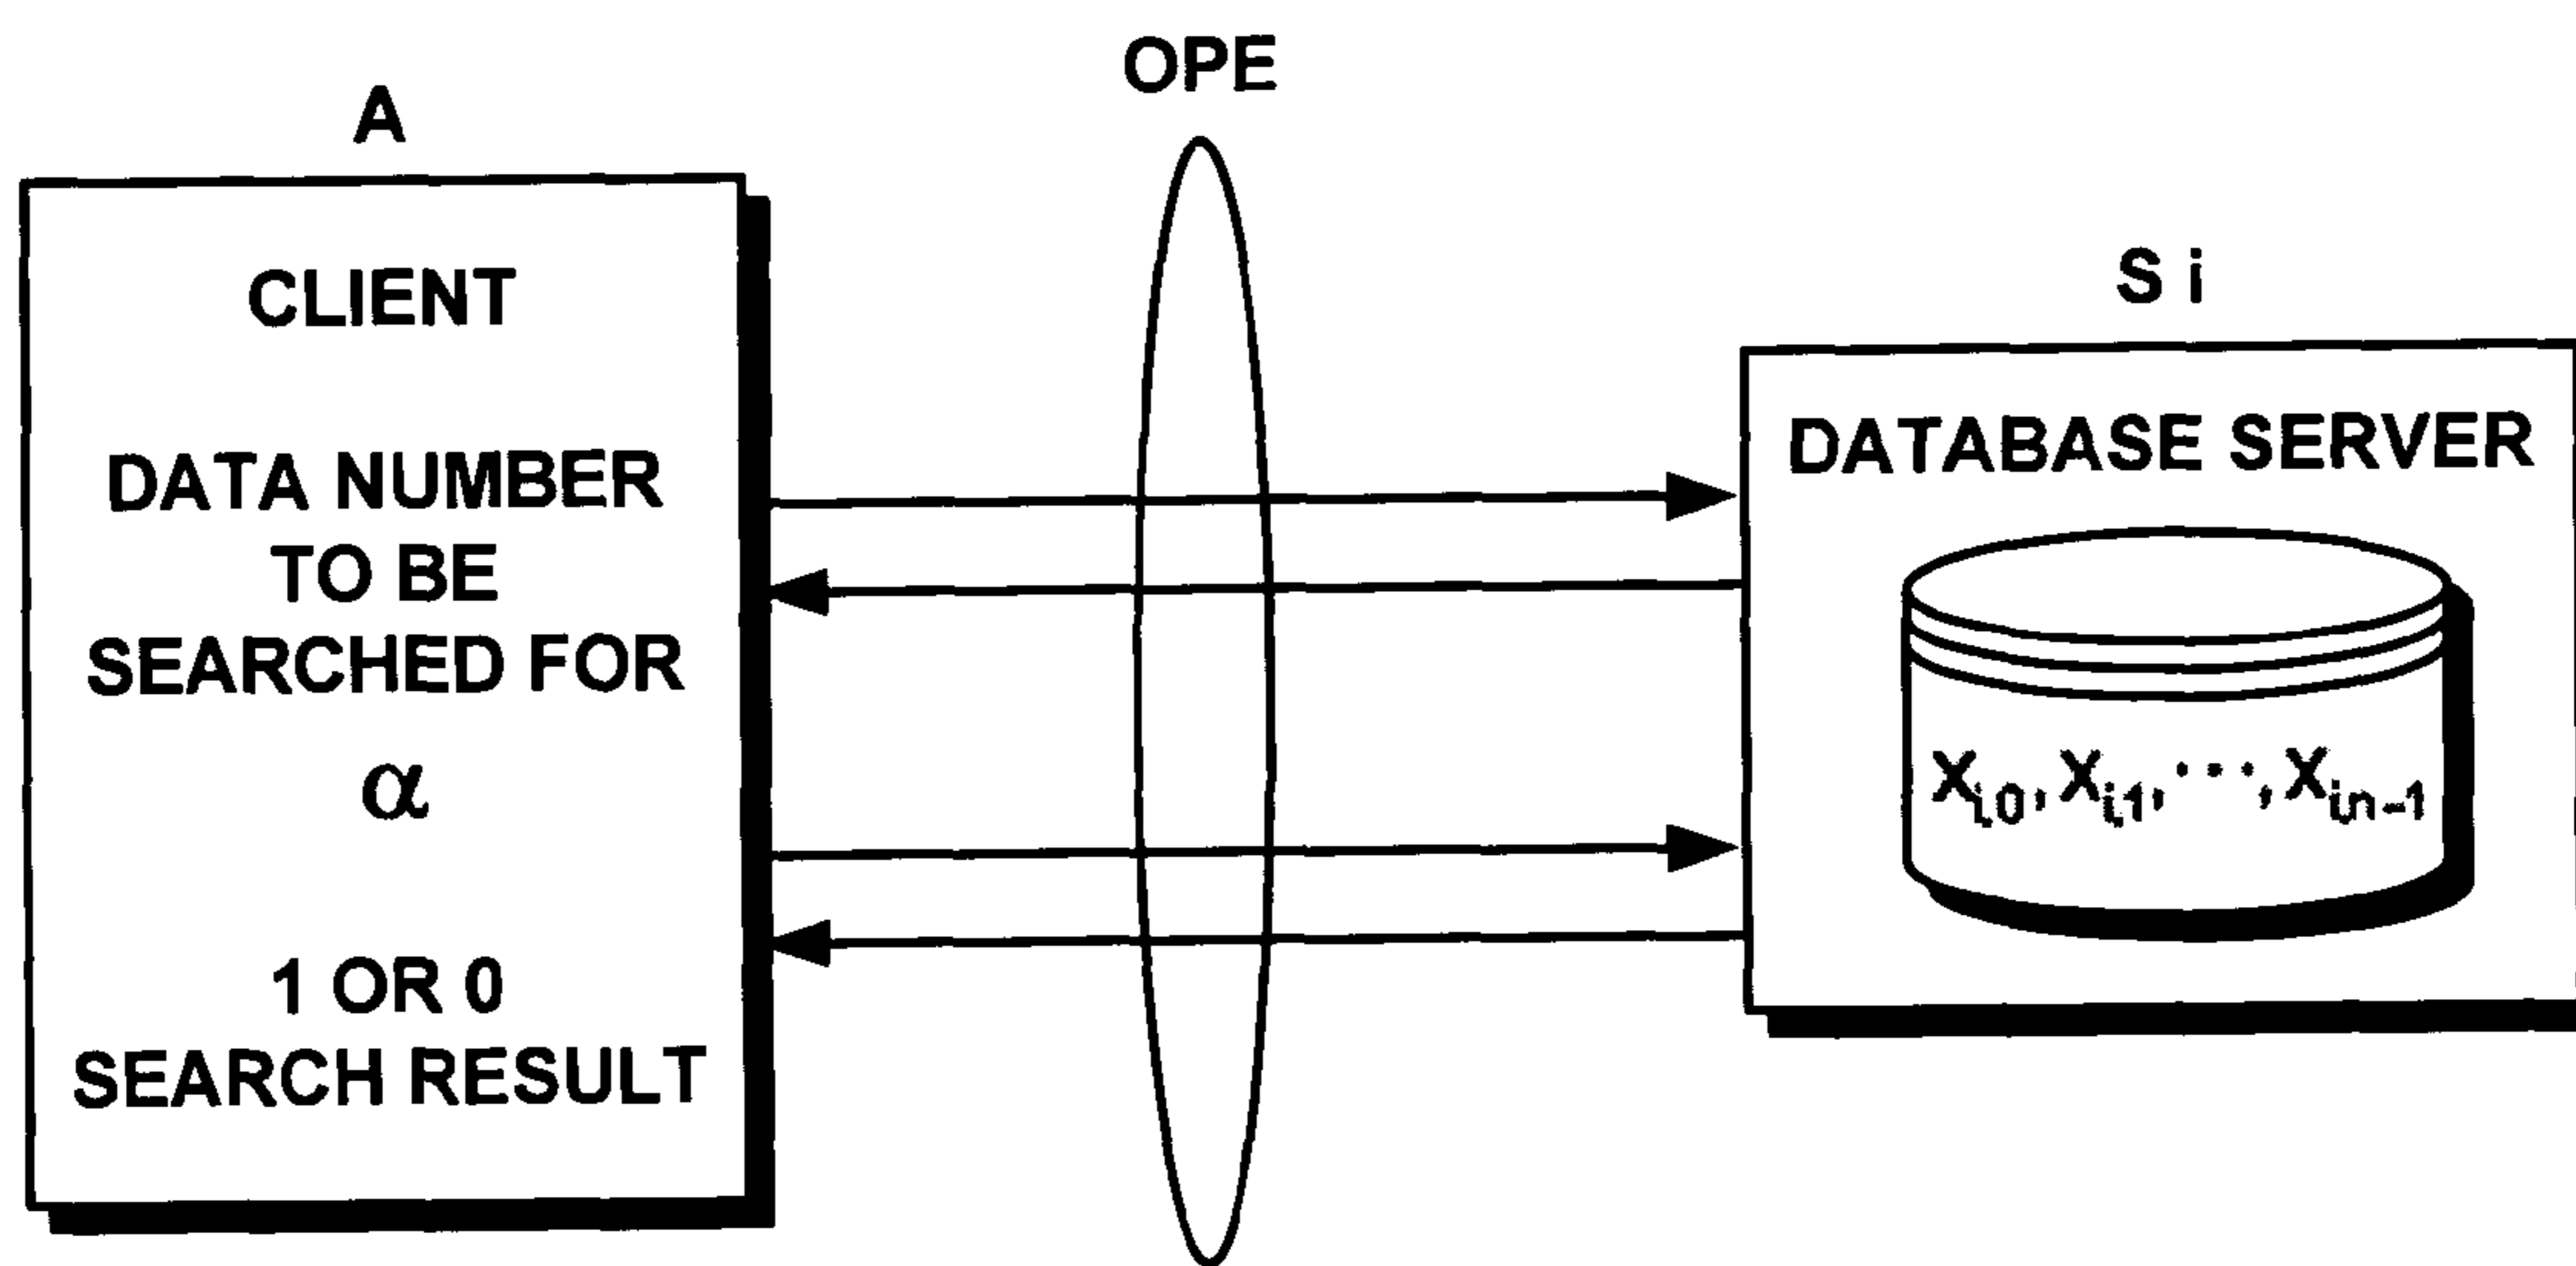 OPE
A
CLIENT
DATA NUMBER
TO BE
SEARCHED FOR
α
1 OR 0
SEARCH RESULT
S i
DATABASE SERVER
X_{i,0}, X_{i,1}, ···, X_{i,n-1}